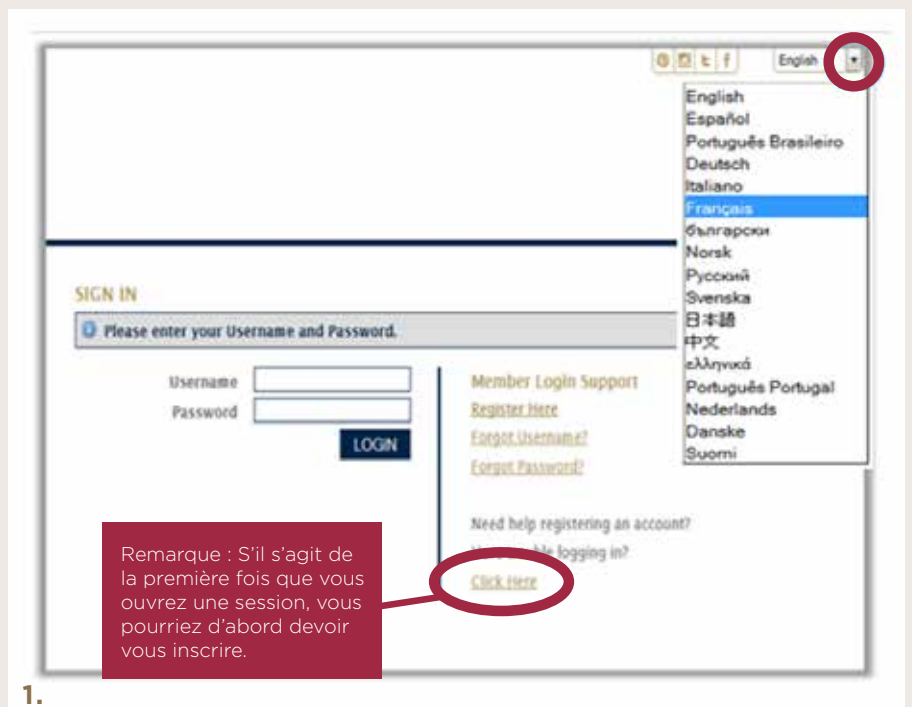 English
English
Español
Português Brasileiro
Deutsch
Italiano
Français
български
Norsk
Русский
Svenska
日本語
中文
ελληνικά
Português Portugal
Nederlands
Danske
Suomi
SIGN IN
Please enter your Username and Password.
Username
Password
LOGIN
Member Login Support
Register Here
Forgot Username?
Forgot Password?
Need help registering an account?
logging in?
Click Here
Remarque : S’il s’agit de
la première fois que vous
ouvrez une session, vous
pourriez d’abord devoir
vous inscrire.
1.